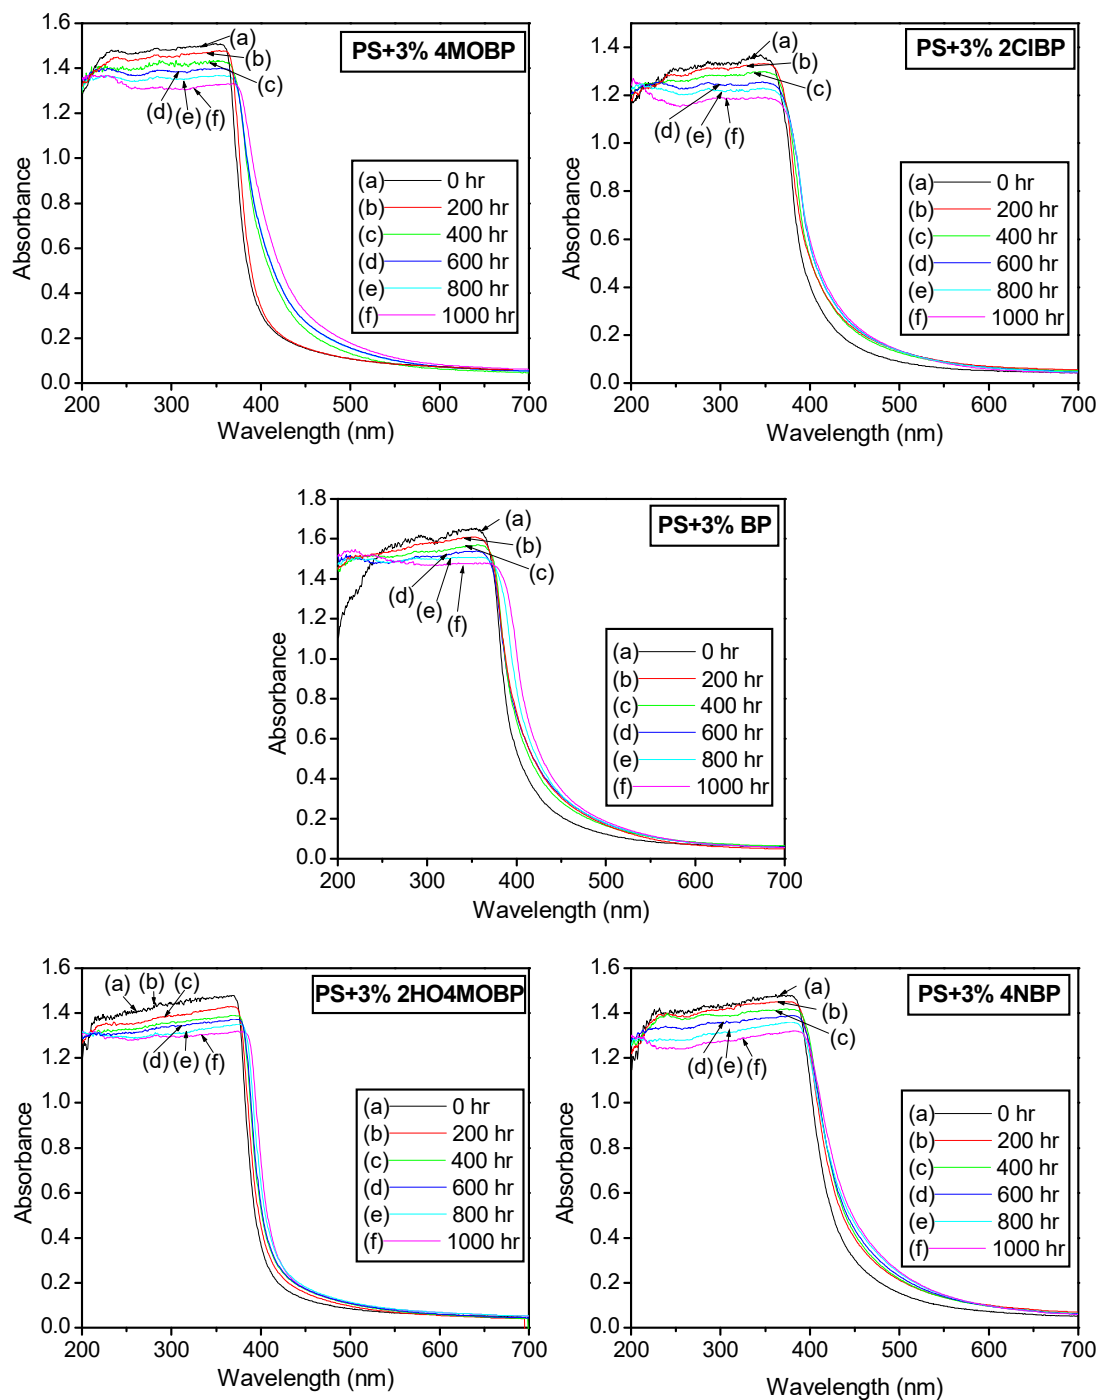 PS+3% 4MOBP
(a)
(b)
(c)
(d)
(e)
(f)
(a) 0 hr
(b) 200 hr
(c) 400 hr
(d) 600 hr
(e) 800 hr
(f) 1000 hr
Absorbance
1.6
1.4
1.2
1.0
0.8
0.6
0.4
0.2
0.0
200 300 400 500 600 700
Wavelength (nm)
PS+3% 2ClBP
(a)
(b)
(c)
(d)
(e)
(f)
(a) 0 hr
(b) 200 hr
(c) 400 hr
(d) 600 hr
(e) 800 hr
(f) 1000 hr
Absorbance
1.4
1.2
1.0
0.8
0.6
0.4
0.2
0.0
200 300 400 500 600 700
Wavelength (nm)
PS+3% BP
(a)
(b)
(c)
(d)
(e)
(f)
(a) 0 hr
(b) 200 hr
(c) 400 hr
(d) 600 hr
(e) 800 hr
(f) 1000 hr
Absorbance
1.8
1.6
1.4
1.2
1.0
0.8
0.6
0.4
0.2
0.0
200 300 400 500 600 700
Wavelength (nm)
PS+3% 2HO4MOBP
(a) (b) (c)
(d) (e) (f)
(a) 0 hr
(b) 200 hr
(c) 400 hr
(d) 600 hr
(e) 800 hr
(f) 1000 hr
Absorbance
1.6
1.4
1.2
1.0
0.8
0.6
0.4
0.2
0.0
200 300 400 500 600 700
Wavelength (nm)
PS+3% 4NBP
(a)
(b)
(c)
(d) (e) (f)
(a) 0 hr
(b) 200 hr
(c) 400 hr
(d) 600 hr
(e) 800 hr
(f) 1000 hr
Absorbance
1.6
1.4
1.2
1.0
0.8
0.6
0.4
0.2
0.0
200 300 400 500 600 700
Wavelength (nm)